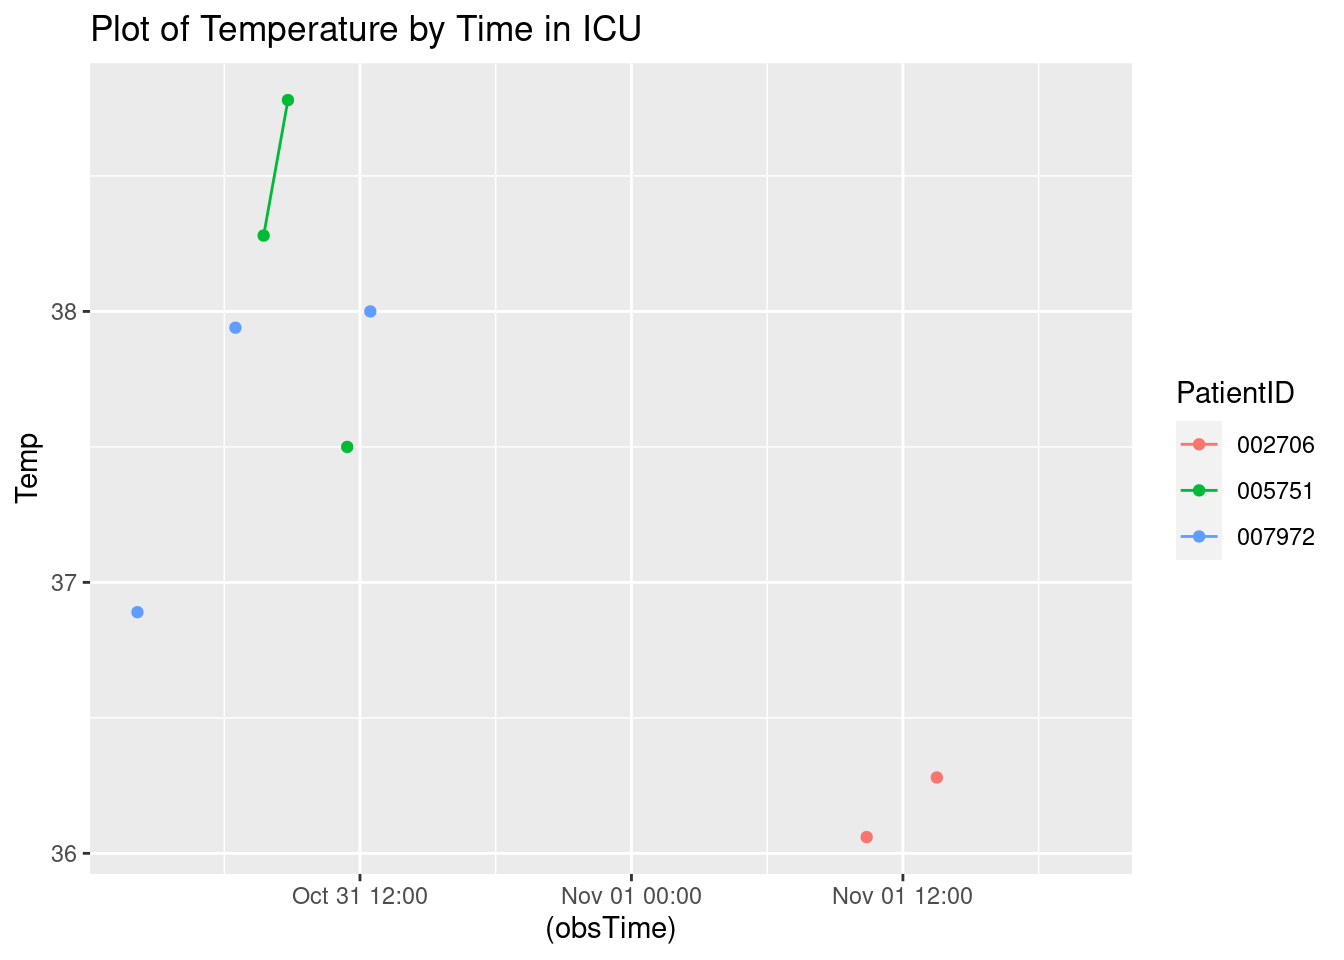 Plot of Temperature by Time in ICU
Temp
38
37
36
Oct 31 12:00
Nov 01 00:00
Nov 01 12:00
(obsTime)
PatientID
002706
005751
007972